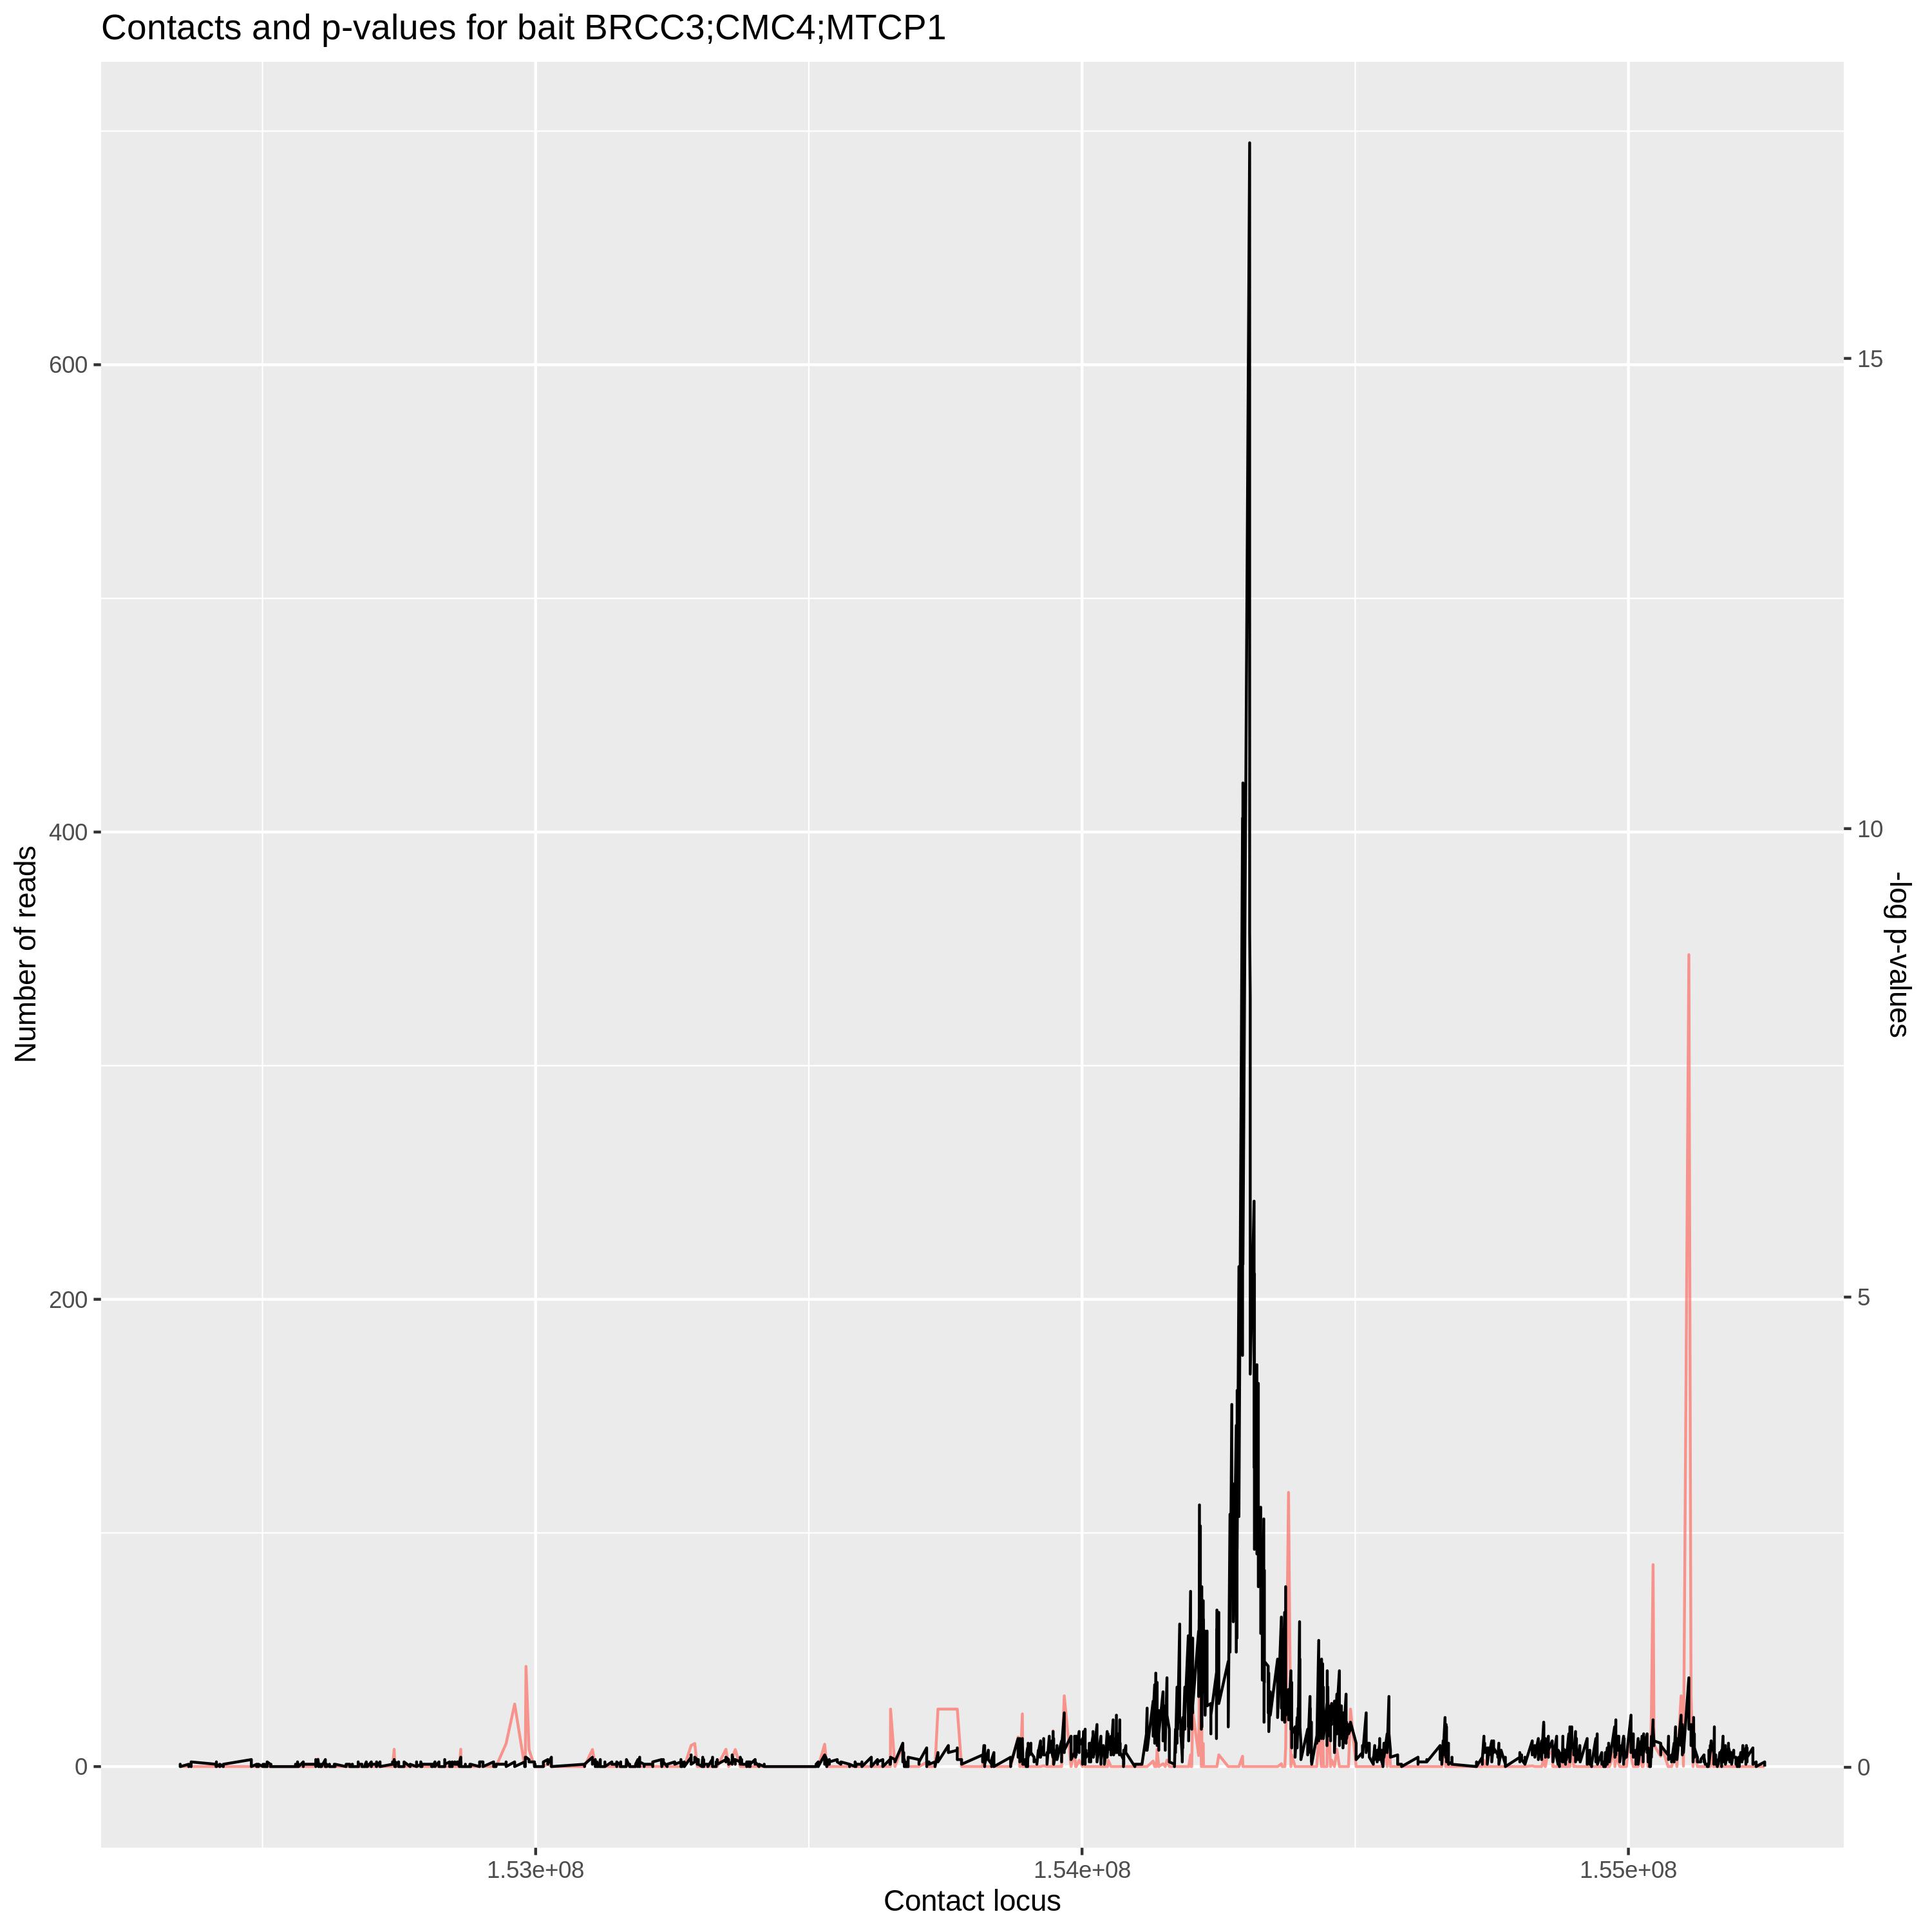 Contacts and p-values for bait BRCC3;CMC4;MTCP1
600
400
200
0
Number of reads
15
10
5
0
-log p-values
1.53e+08
1.54e+08
1.55e+08
Contact locus